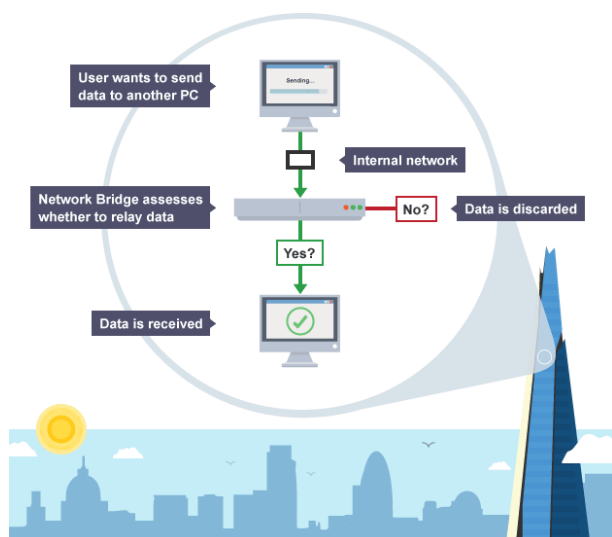 User wants to send
data to another PC
Sending...
Internal network
Network Bridge assesses
whether to relay data
No?
Data is discarded
Yes?
Data is received